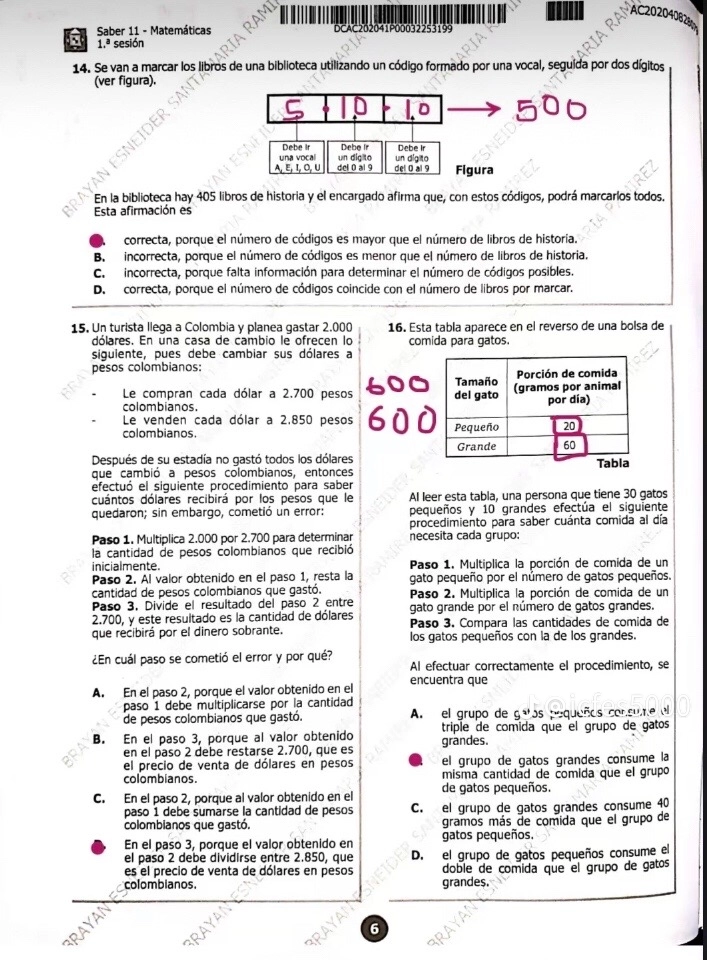 Saber 11 - Matemáticas
1.ª sesión
DCAC202041P00032253199
14. Se van a marcar los libros de una biblioteca utilizando un código formado por una vocal, seguida por dos dígitos
(ver figura).
5 · 10 · 10 → 500
Debe ir
una vocal
A, E, I, O, U
Debe ir
un dígito
del 0 al 9
Debe ir
un dígito
del 0 al 9
Figura
En la biblioteca hay 405 libros de historia y el encargado afirma que, con estos códigos, podrá marcarlos todos.
Esta afirmación es
correcta, porque el número de códigos es mayor que el número de libros de historia.
B. incorrecta, porque el número de códigos es menor que el número de libros de historia.
C. incorrecta, porque falta información para determinar el número de códigos posibles.
D. correcta, porque el número de códigos coincide con el número de libros por marcar.
15. Un turista llega a Colombia y planea gastar 2.000
dólares. En una casa de cambio le ofrecen lo
siguiente, pues debe cambiar sus dólares a
pesos colombianos:
- Le compran cada dólar a 2.700 pesos
colombianos.
- Le venden cada dólar a 2.850 pesos
colombianos.
Después de su estadía no gastó todos los dólares
que cambió a pesos colombianos, entonces
efectuó el siguiente procedimiento para saber
cuántos dólares recibirá por los pesos que le
quedaron; sin embargo, cometió un error:
Paso 1. Multiplica 2.000 por 2.700 para determinar
la cantidad de pesos colombianos que recibió
inicialmente.
Paso 2. Al valor obtenido en el paso 1, resta la
cantidad de pesos colombianos que gastó.
Paso 3. Divide el resultado del paso 2 entre
2.700, y este resultado es la cantidad de dólares
que recibirá por el dinero sobrante.
¿En cuál paso se cometió el error y por qué?
A. En el paso 2, porque el valor obtenido en el
paso 1 debe multiplicarse por la cantidad
de pesos colombianos que gastó.
B. En el paso 3, porque al valor obtenido
en el paso 2 debe restarse 2.700, que es
el precio de venta de dólares en pesos
colombianos.
C. En el paso 2, porque al valor obtenido en el
paso 1 debe sumarse la cantidad de pesos
colombianos que gastó.
En el paso 3, porque el valor obtenido en
el paso 2 debe dividirse entre 2.850, que
es el precio de venta de dólares en pesos
colombianos.
16. Esta tabla aparece en el reverso de una bolsa de
comida para gatos.
600
600
Tamaño
del gato
Porción de comida
(gramos por animal
por día)
Pequeño 20
Grande 60
Tabla
Al leer esta tabla, una persona que tiene 30 gatos
pequeños y 10 grandes efectúa el siguiente
procedimiento para saber cuánta comida al día
necesita cada grupo:
Paso 1. Multiplica la porción de comida de un
gato pequeño por el número de gatos pequeños.
Paso 2. Multiplica la porción de comida de un
gato grande por el número de gatos grandes.
Paso 3. Compara las cantidades de comida de
los gatos pequeños con la de los grandes.
Al efectuar correctamente el procedimiento, se
encuentra que
A. el grupo de gatos pequeños consume el
triple de comida que el grupo de gatos
grandes.
el grupo de gatos grandes consume la
misma cantidad de comida que el grupo
de gatos pequeños.
C. el grupo de gatos grandes consume 40
gramos más de comida que el grupo de
gatos pequeños.
D. el grupo de gatos pequeños consume el
doble de comida que el grupo de gatos
grandes.
6